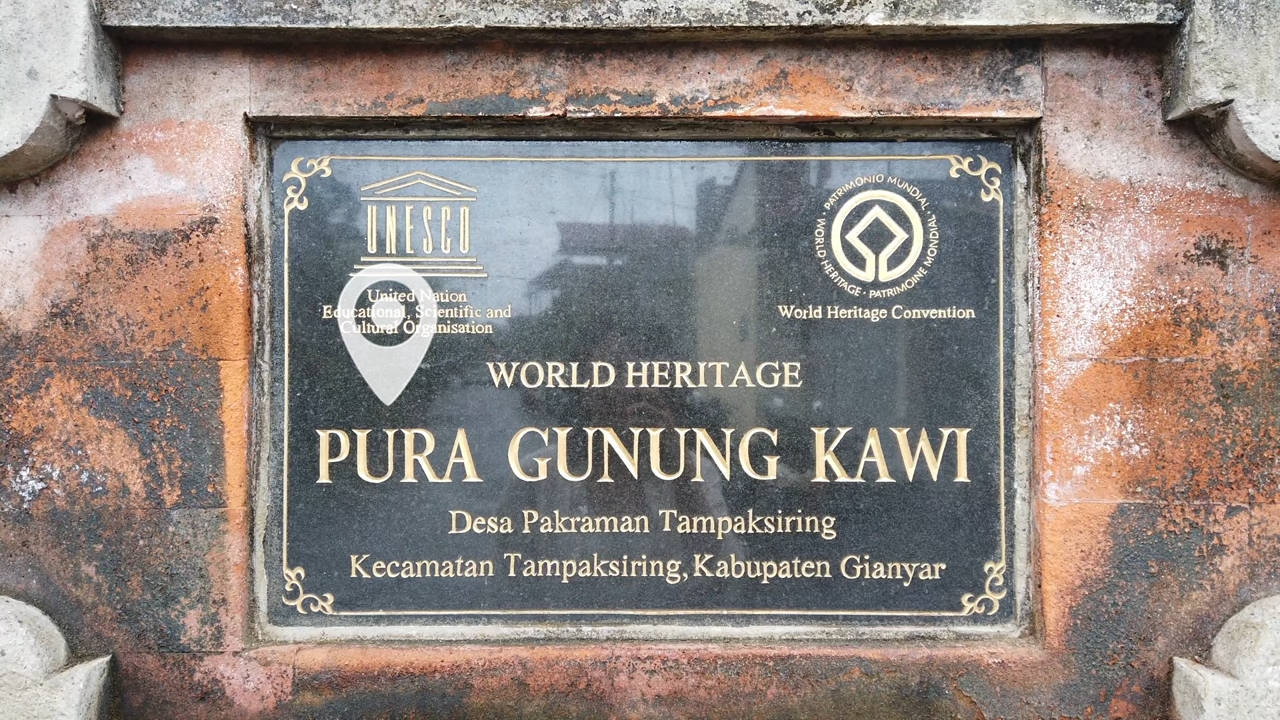 UNESCO
United Nation
Educational, Scientific and
Cultural Organisation
PATRIMONIO MUNDIAL · WORLD HERITAGE · PATRIMOINE MONDIAL ·
World Heritage Convention
WORLD HERITAGE
PURA GUNUNG KAWI
Desa Pakraman Tampaksiring
Kecamatan Tampaksiring, Kabupaten Gianyar